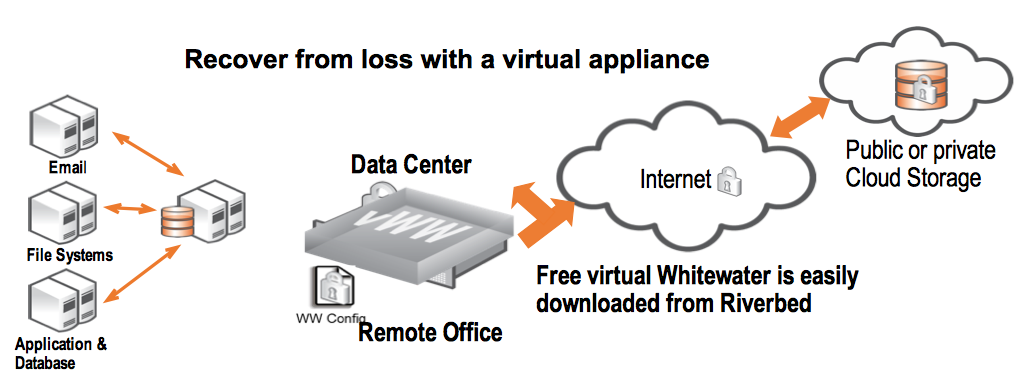 Recover from loss with a virtual appliance
Email
File Systems
Application &
Database
Data Center
vWW
WW Config
Remote Office
Internet
Public or private
Cloud Storage
Free virtual Whitewater is easily
downloaded from Riverbed